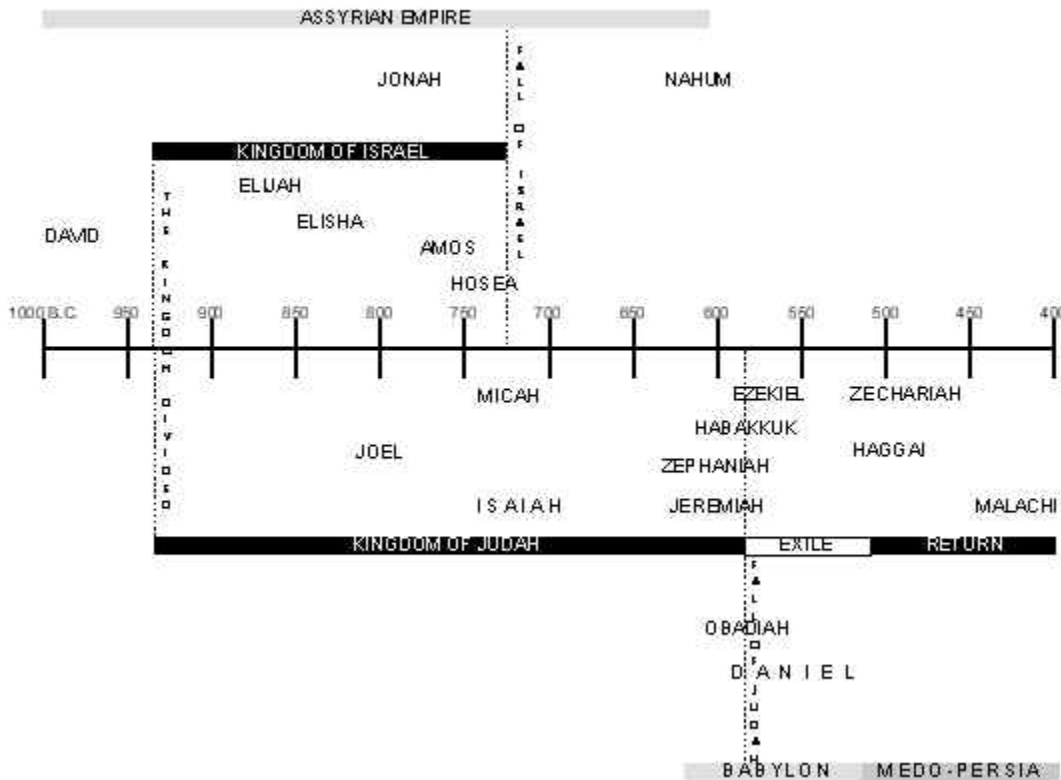 ASSYRIAN EMPIRE
JONAH
NAHUM
FALL OF ISRAEL
KINGDOM OF ISRAEL
ELIJAH
THE KINGDOM DIVIDED
ELISHA
DAVID
AMOS
HOSEA
1000 B.C 950 900 850 800 750 700 650 600 550 500 450 400
MICAH EZEKIEL ZECHARIAH
HABAKKUK
JOEL HAGGAI
ZEPHANIAH
ISAIAH JEREMIAH MALACHI
KINGDOM OF JUDAH EXILE RETURN
FALL OF JUDAH
OBADIAH
DANIEL
BABYLON MEDO-PERSIA